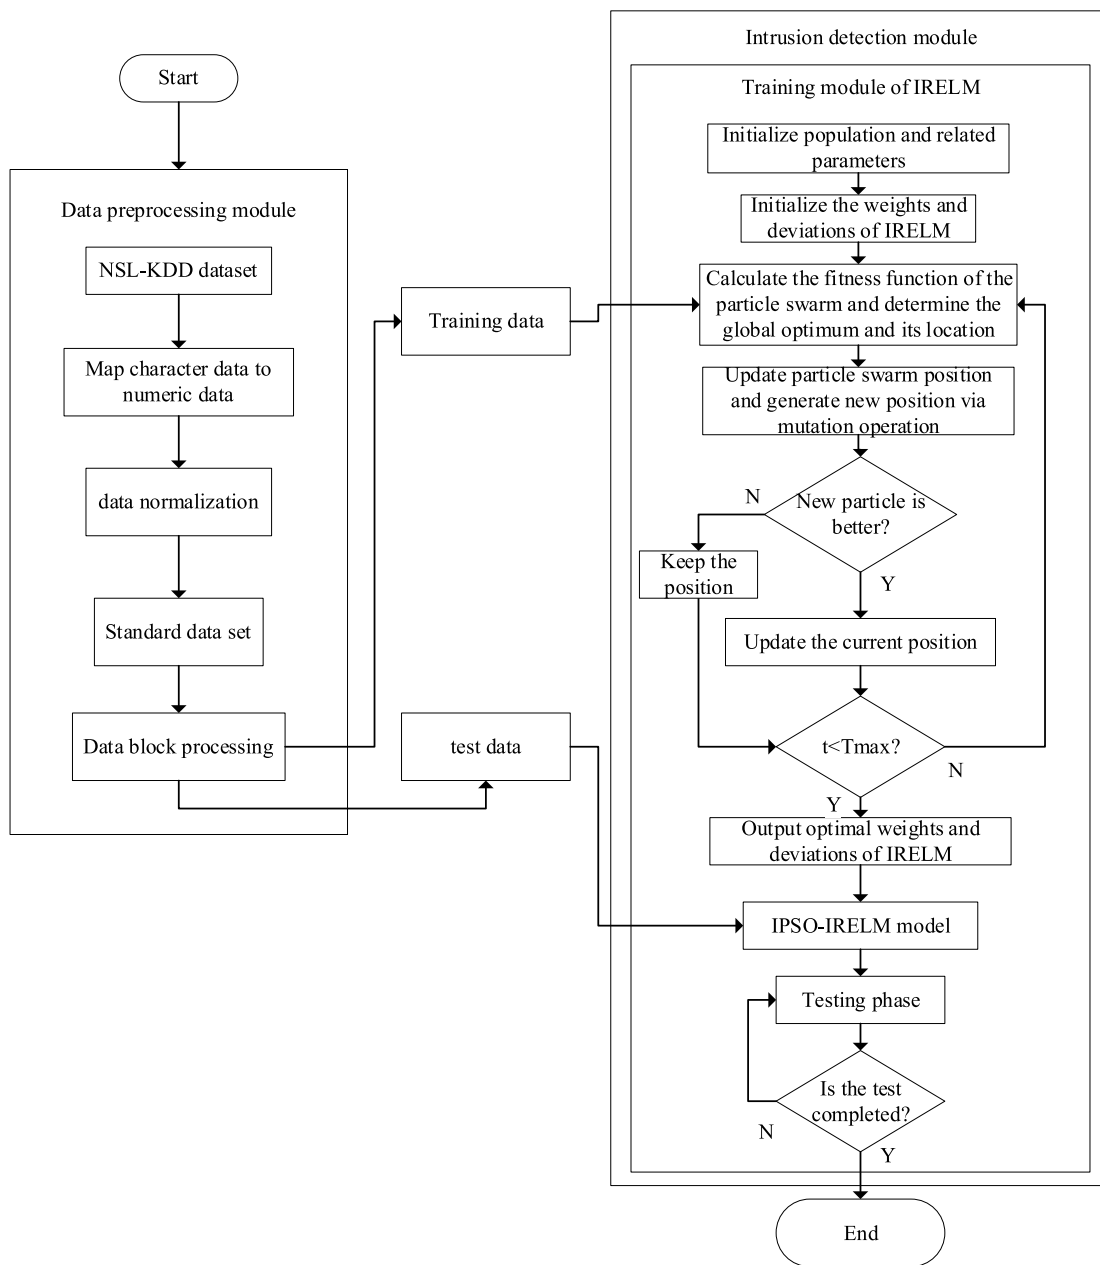 Start
Data preprocessing module
NSL-KDD dataset
Map character data to
numeric data
data normalization
Standard data set
Data block processing
Training data
test data
Intrusion detection module
Training module of IRELM
Initialize population and related
parameters
Initialize the weights and
deviations of IRELM
Calculate the fitness function of the
particle swarm and determine the
global optimum and its location
Update particle swarm position
and generate new position via
mutation operation
New particle is
better?
N
Y
Keep the
position
Update the current position
t<Tmax?
N
Y
Output optimal weights and
deviations of IRELM
IPSO-IRELM model
Testing phase
Is the test
completed?
N
Y
End